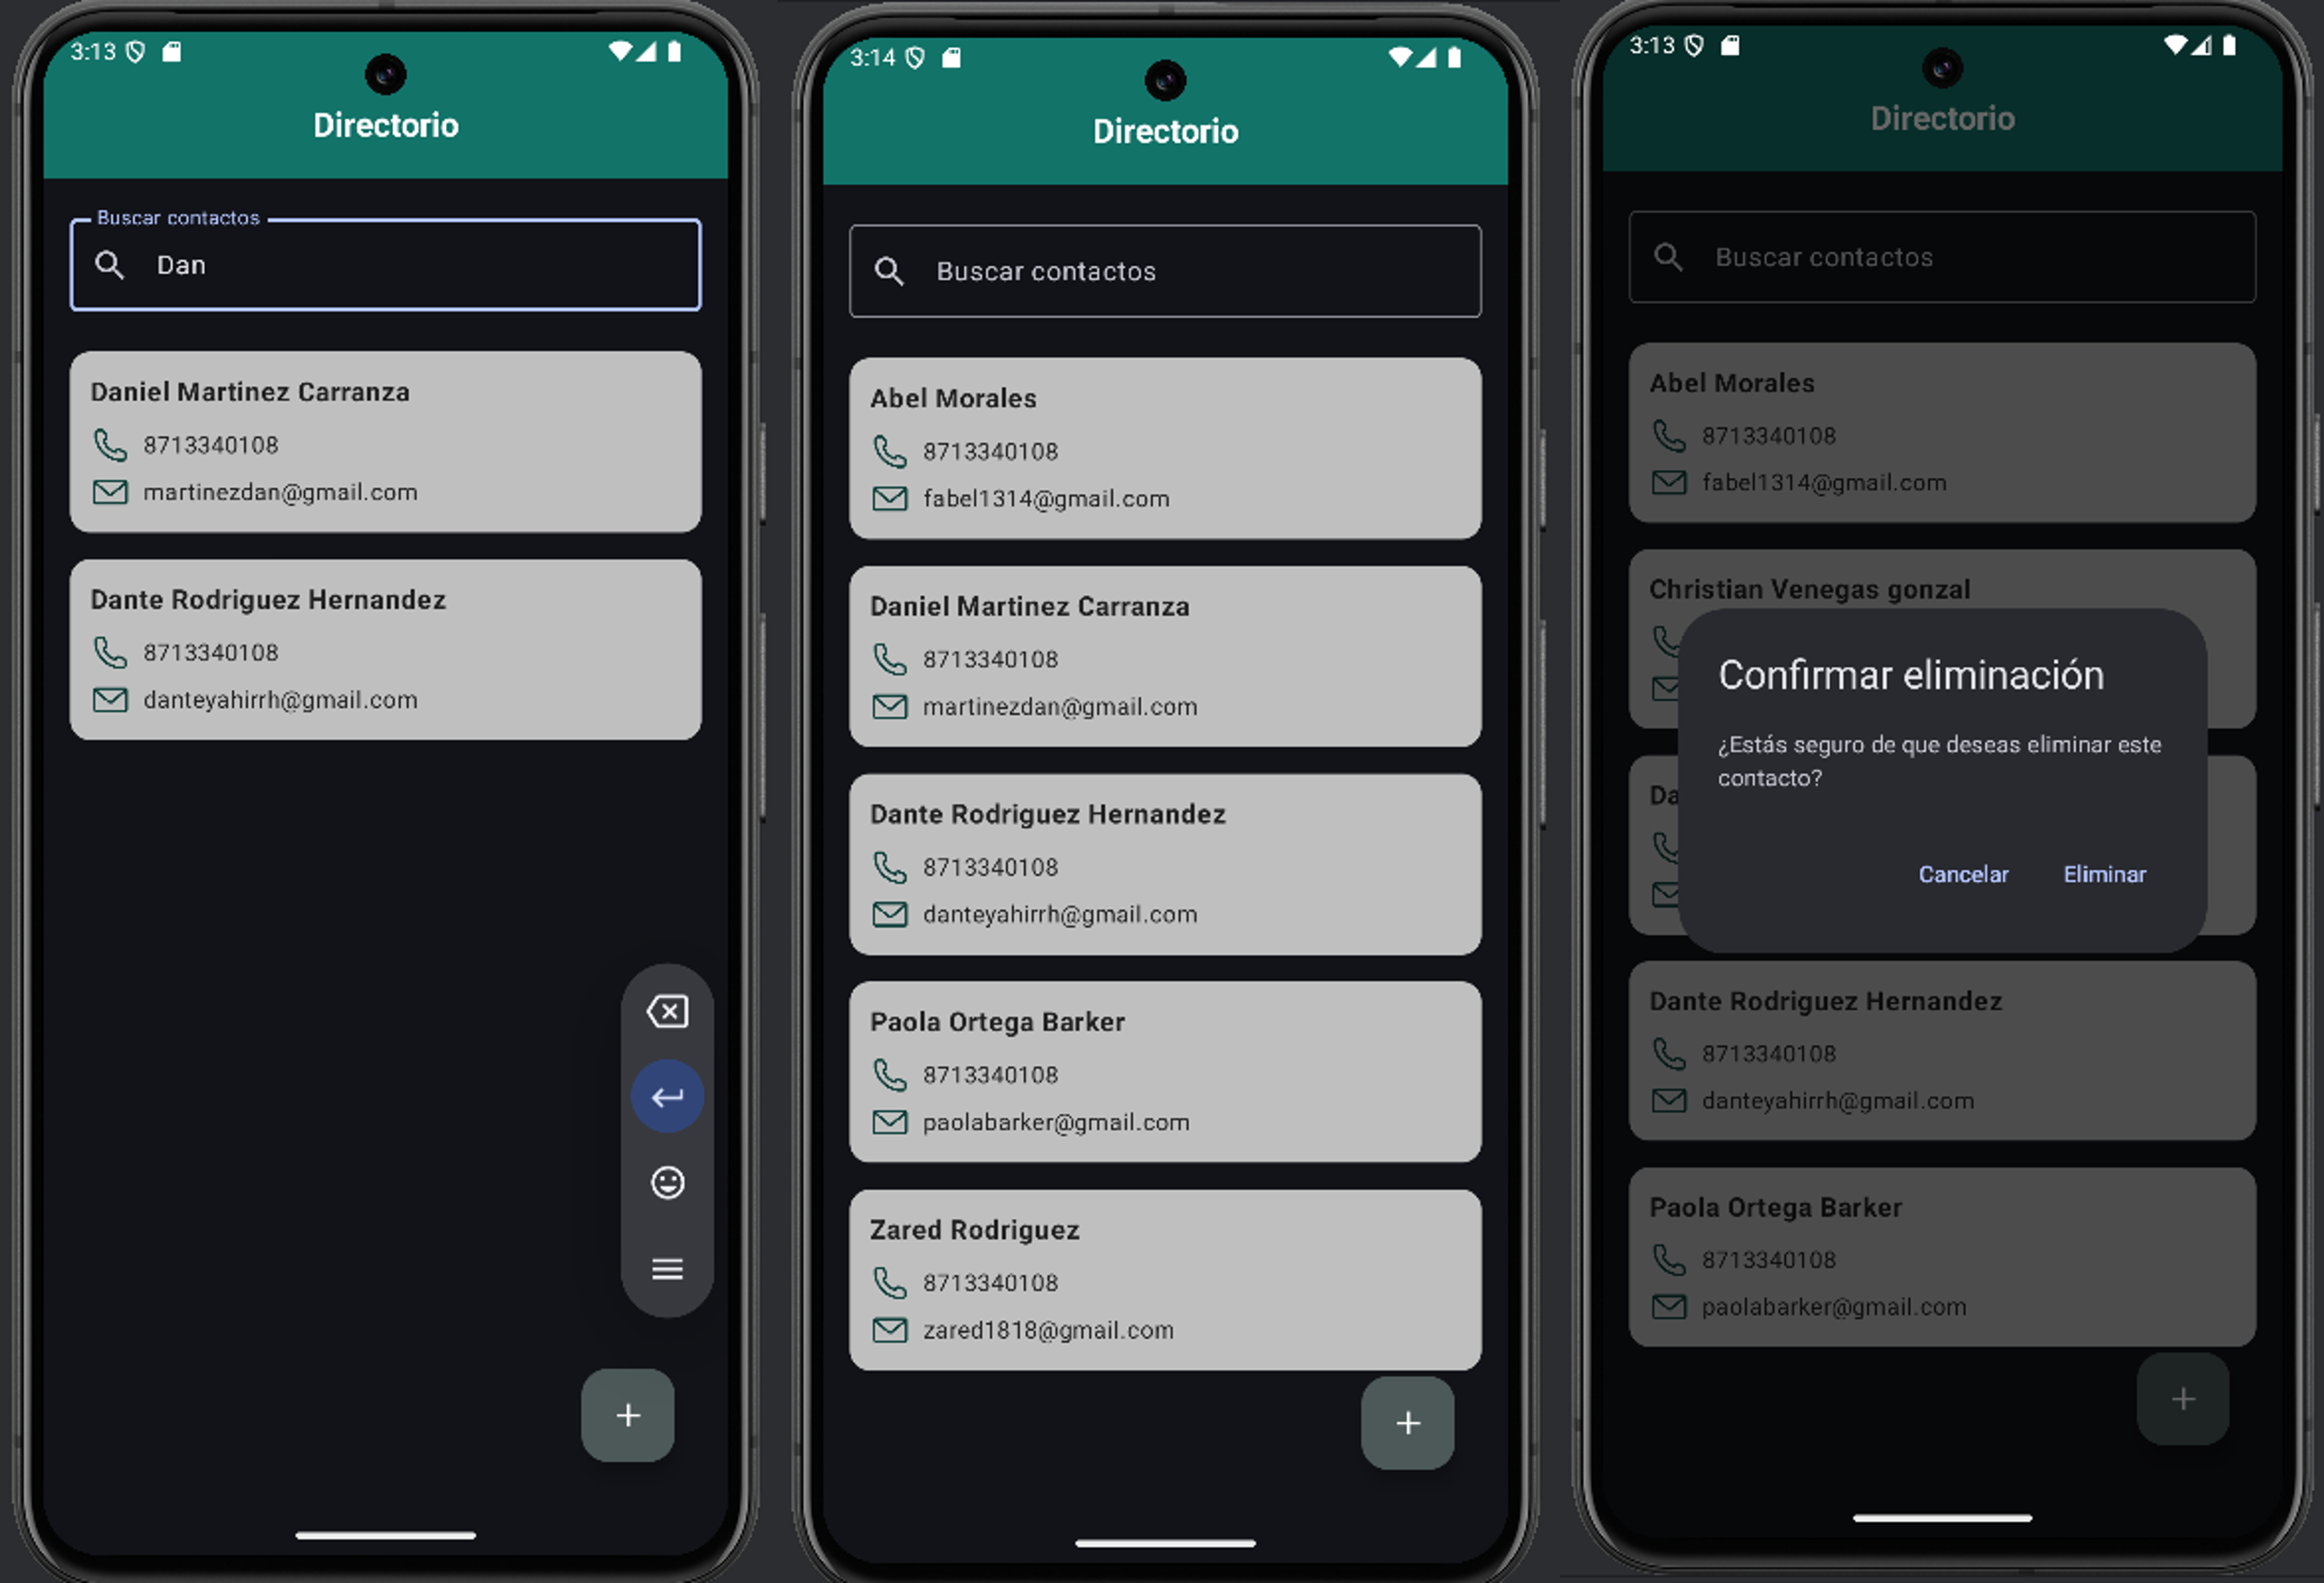 3:13
Directorio
Buscar contactos
Dan
Daniel Martinez Carranza
8713340108
martinezdan@gmail.com
Dante Rodriguez Hernandez
8713340108
danteyahirrh@gmail.com
+
3:14
Directorio
Buscar contactos
Abel Morales
8713340108
fabel1314@gmail.com
Daniel Martinez Carranza
8713340108
martinezdan@gmail.com
Dante Rodriguez Hernandez
8713340108
danteyahirrh@gmail.com
Paola Ortega Barker
8713340108
paolabarker@gmail.com
Zared Rodriguez
8713340108
zared1818@gmail.com
+
3:13
Directorio
Buscar contactos
Abel Morales
8713340108
fabel1314@gmail.com
Christian Venegas gonzal
Confirmar eliminación
¿Estás seguro de que deseas eliminar este
contacto?
Da
Cancelar Eliminar
Dante Rodriguez Hernandez
8713340108
danteyahirrh@gmail.com
Paola Ortega Barker
8713340108
paolabarker@gmail.com
+